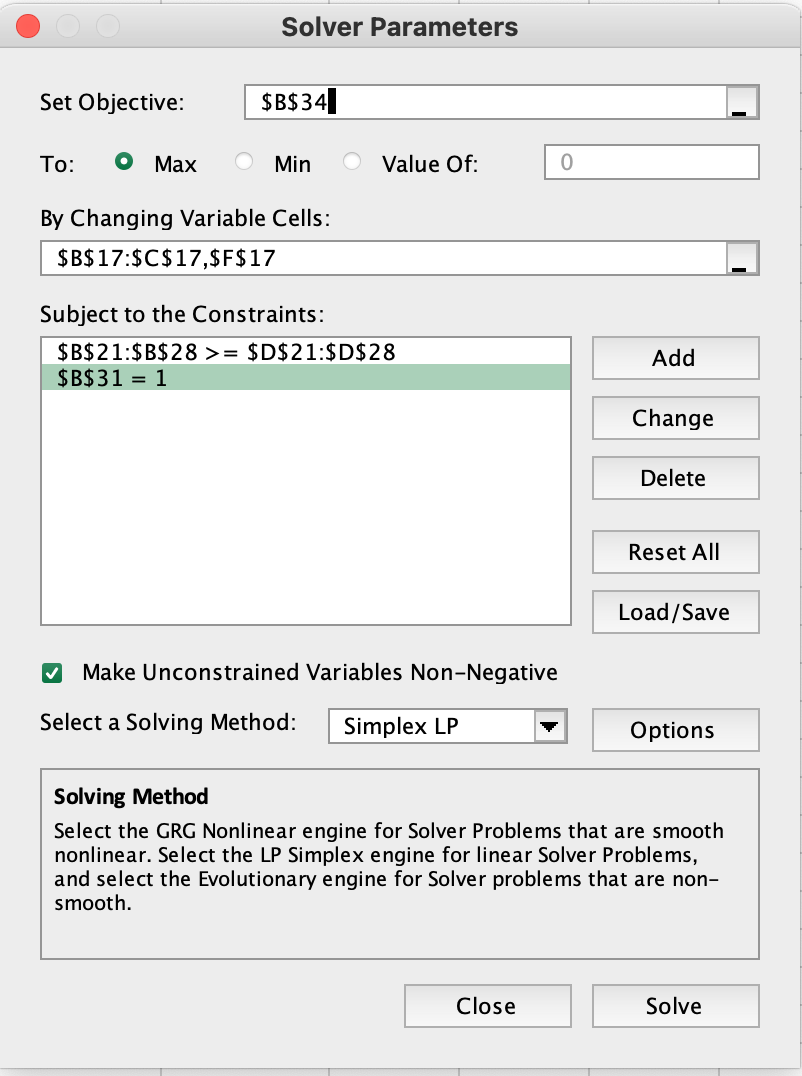 Solver Parameters
Set Objective: $B$34
To: Max Min Value Of: 0
By Changing Variable Cells:
$B$17:$C$17,$F$17
Subject to the Constraints:
$B$21:$B$28 >= $D$21:$D$28
$B$31 = 1
Add
Change
Delete
Reset All
Load/Save
Make Unconstrained Variables Non-Negative
Select a Solving Method: Simplex LP Options
Solving Method
Select the GRG Nonlinear engine for Solver Problems that are smooth
nonlinear. Select the LP Simplex engine for linear Solver Problems,
and select the Evolutionary engine for Solver problems that are non-
smooth.
Close Solve